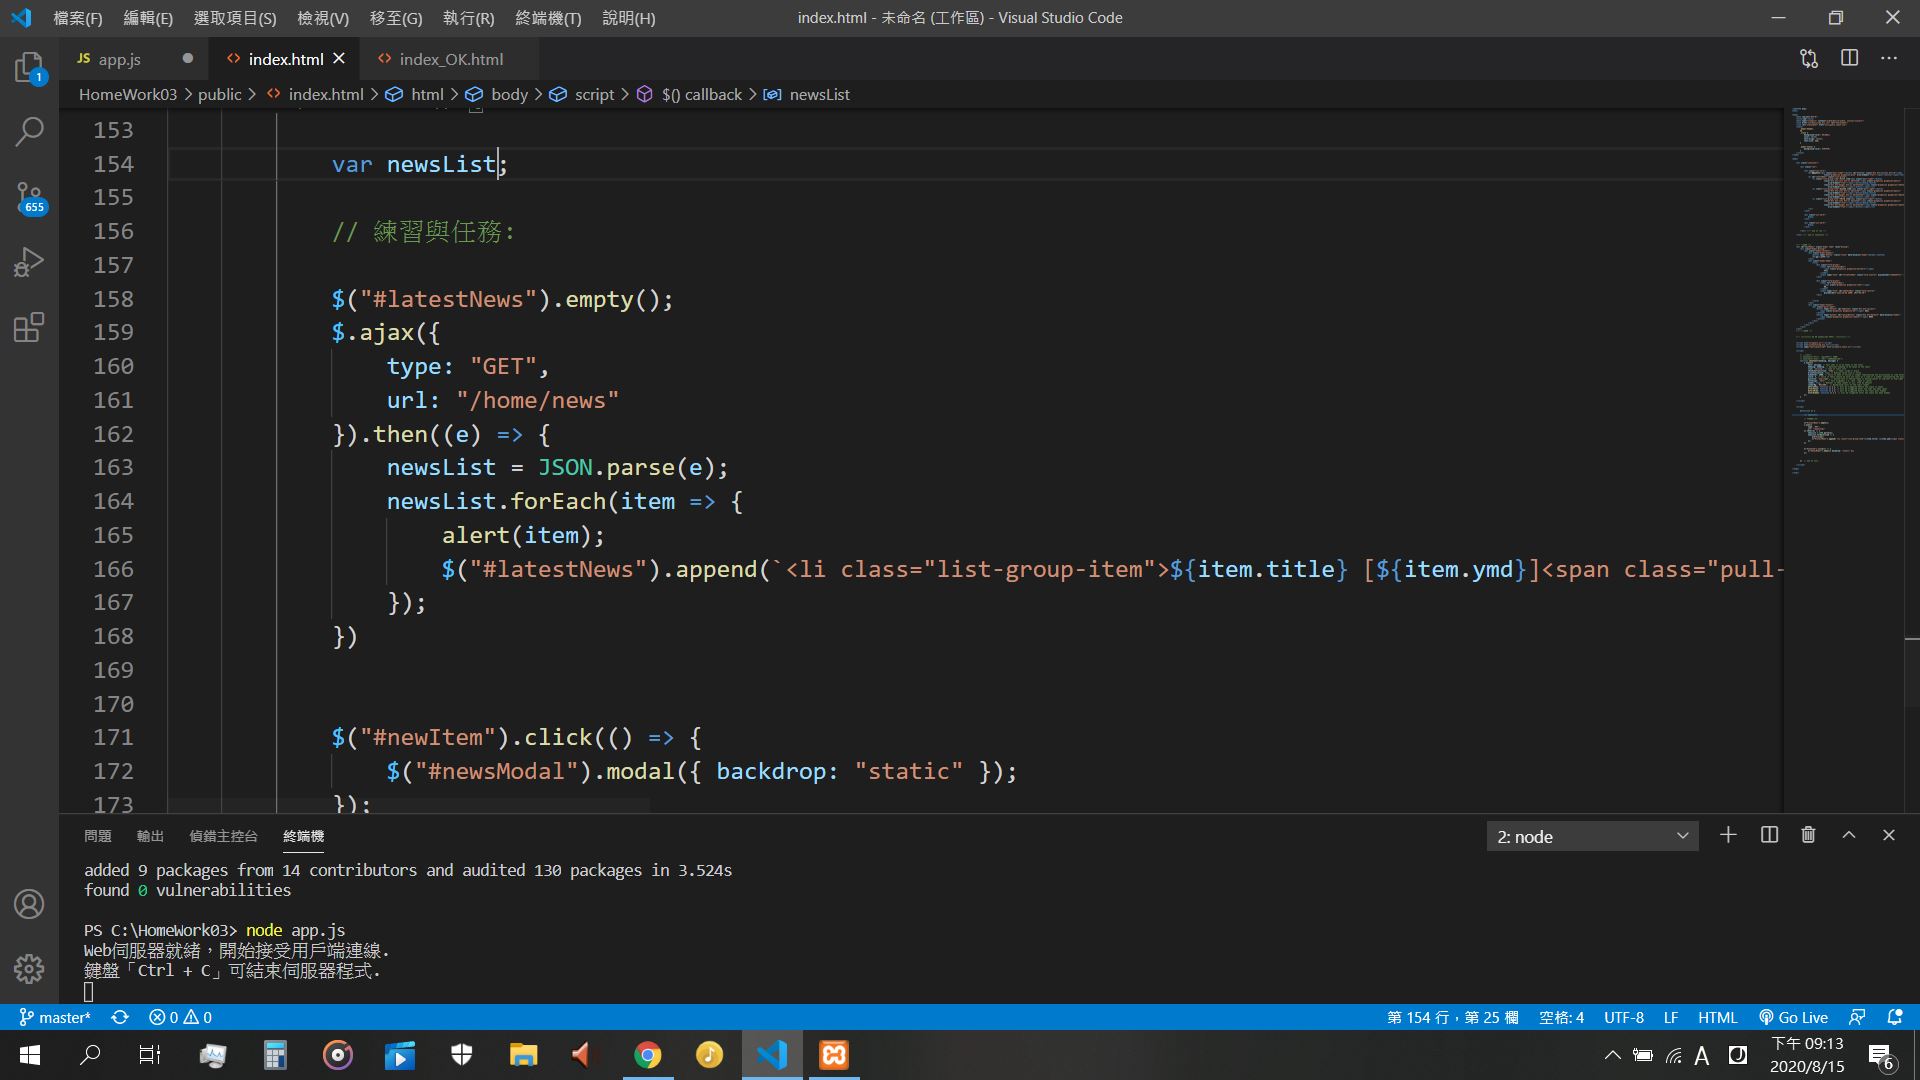 檔案(F) 編輯(E) 選取項目(S) 檢視(V) 移至(G) 執行(R) 終端機(T) 說明(H) index.html - 未命名 (工作區) - Visual Studio Code
JS app.js index.html index_OK.html
HomeWork03 > public > index.html > html > body > script > $() callback > newsList
1
655
153
154 var newsList;
155
156 // 練習與任務:
157
158 $("#latestNews").empty();
159 $.ajax({
160 type: "GET",
161 url: "/home/news"
162 }).then((e) => {
163 newsList = JSON.parse(e);
164 newsList.forEach(item => {
165 alert(item);
166 $("#latestNews").append(`<li class="list-group-item">${item.title} [${item.ymd}]<span class="pull-
167 });
168 })
169
170
171 $("#newItem").click(() => {
172 $("#newsModal").modal({ backdrop: "static" });
173 });
問題 輸出 偵錯主控台 終端機 2: node
added 9 packages from 14 contributors and audited 130 packages in 3.524s
found 0 vulnerabilities
PS C:\HomeWork03> node app.js
Web伺服器就緒，開始接受用戶端連線.
鍵盤「Ctrl + C」可結束伺服器程式.
master* 0 0 第 154 行，第 25 欄 空格: 4 UTF-8 LF HTML Go Live
A 下午 09:13
2020/8/15
6